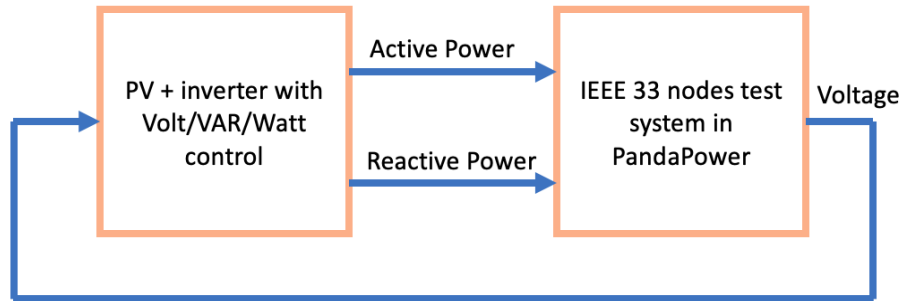 Active Power
PV + inverter with
Volt/VAR/Watt
control
Reactive Power
IEEE 33 nodes test
system in
PandaPower
Voltage